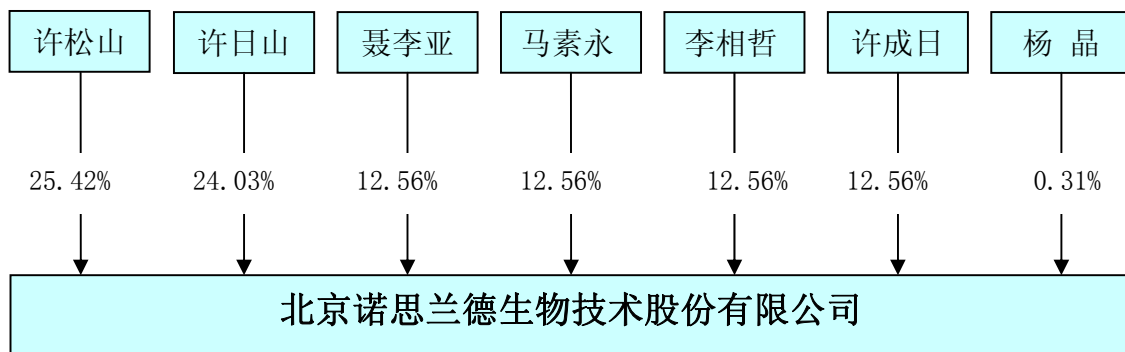 许松山 许日山 聂李亚 马素永 李相哲 许成日 杨 晶
25.42% 24.03% 12.56% 12.56% 12.56% 12.56% 0.31%
北京诺思兰德生物技术股份有限公司